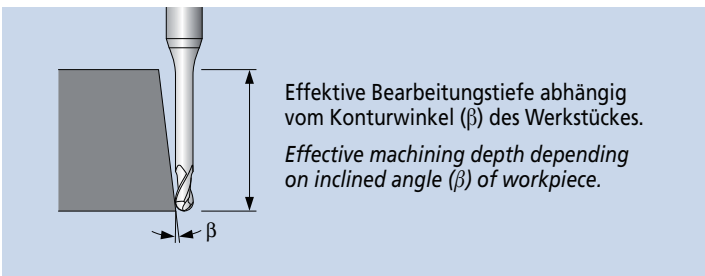 Effektive Bearbeitungstiefe abhängig
vom Konturwinkel (β) des Werkstückes.
Effective machining depth depending
on inclined angle (β) of workpiece.
β